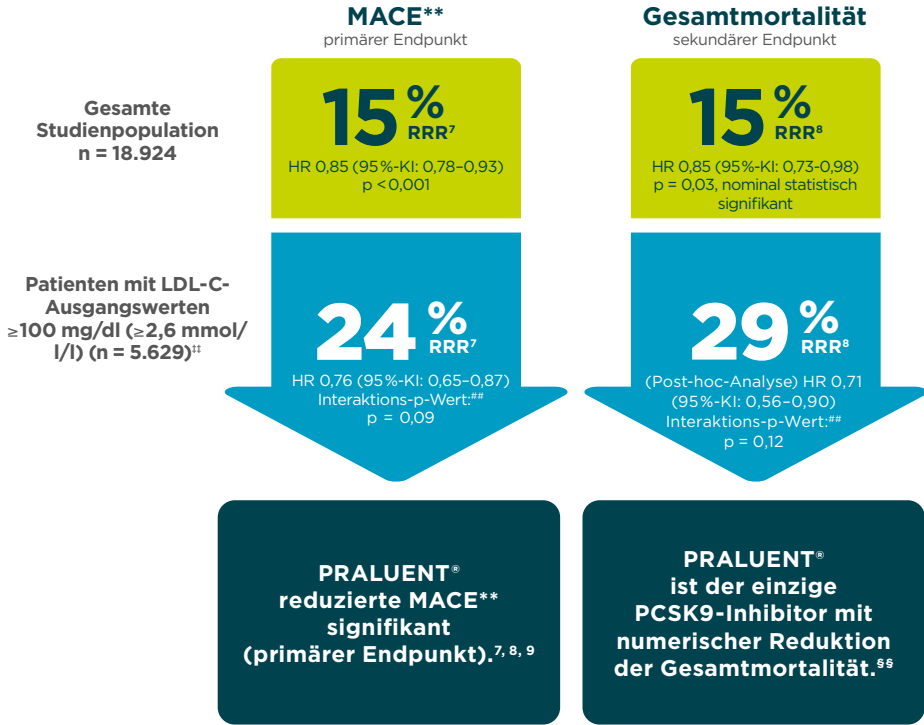 MACE**
primärer Endpunkt
Gesamtmortalität
sekundärer Endpunkt
Gesamte
Studienpopulation
n = 18.924
15 %
RRR⁷
HR 0,85 (95%-KI: 0,78–0,93)
p <0,001
15 %
RRR⁸
HR 0,85 (95%-KI: 0,73-0,98)
p = 0,03, nominal statistisch
signifikant
Patienten mit LDL-C-
Ausgangswerten
≥100 mg/dl (≥2,6 mmol/
l/l) (n = 5.629)‡‡
24 %
RRR⁷
HR 0,76 (95%-KI: 0,65–0,87)
Interaktions-p-Wert:##
p = 0,09
29 %
RRR⁸
(Post-hoc-Analyse) HR 0,71
(95%-KI: 0,56–0,90)
Interaktions-p-Wert:##
p = 0,12
PRALUENT®
reduzierte MACE**
signifikant
(primärer Endpunkt).⁷, ⁸, ⁹
PRALUENT®
ist der einzige
PCSK9-Inhibitor mit
numerischer Reduktion
der Gesamtmortalität.§§